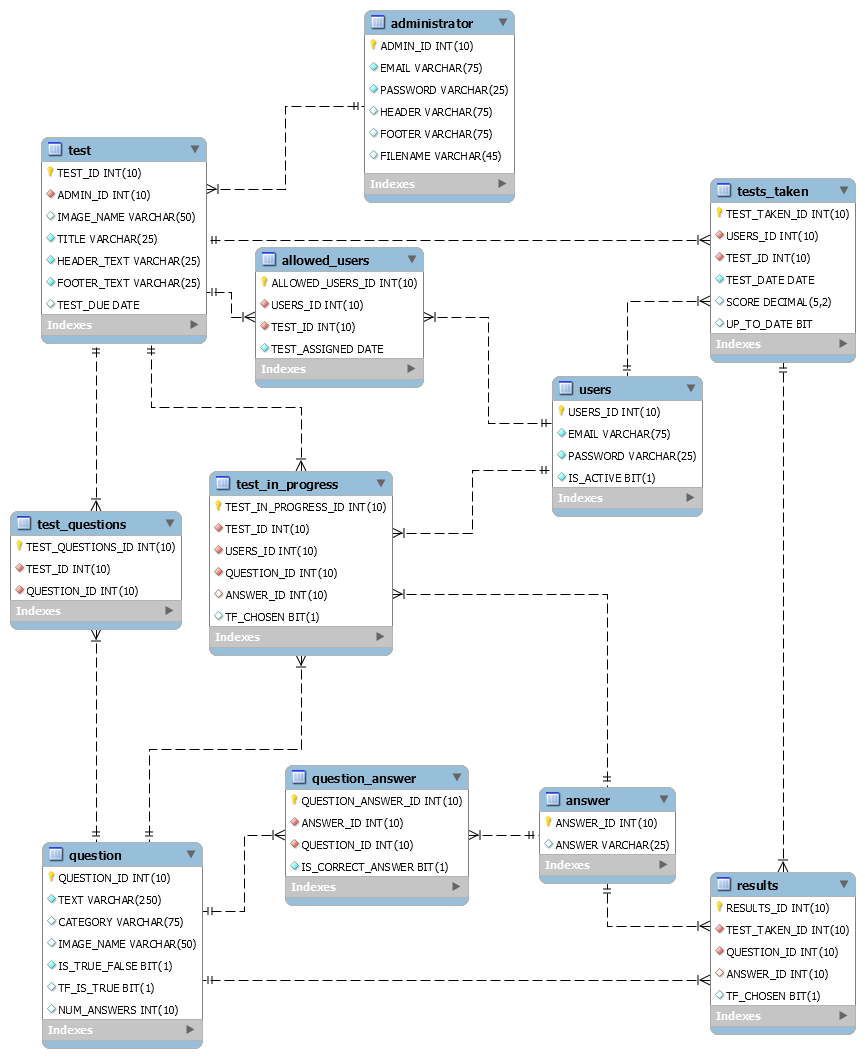 administrator
ADMIN_ID INT(10)
EMAIL VARCHAR(75)
PASSWORD VARCHAR(25)
HEADER VARCHAR(75)
FOOTER VARCHAR(75)
FILENAME VARCHAR(45)
Indexes
test
TEST_ID INT(10)
ADMIN_ID INT(10)
IMAGE_NAME VARCHAR(50)
TITLE VARCHAR(25)
HEADER_TEXT VARCHAR(25)
FOOTER_TEXT VARCHAR(25)
TEST_DUE DATE
Indexes
tests_taken
TEST_TAKEN_ID INT(10)
USERS_ID INT(10)
TEST_ID INT(10)
TEST_DATE DATE
SCORE DECIMAL(5,2)
UP_TO_DATE BIT
Indexes
allowed_users
ALLOWED_USERS_ID INT(10)
USERS_ID INT(10)
TEST_ID INT(10)
TEST_ASSIGNED DATE
Indexes
users
USERS_ID INT(10)
EMAIL VARCHAR(75)
PASSWORD VARCHAR(25)
IS_ACTIVE BIT(1)
Indexes
test_in_progress
TEST_IN_PROGRESS_ID INT(10)
TEST_ID INT(10)
USERS_ID INT(10)
QUESTION_ID INT(10)
ANSWER_ID INT(10)
TF_CHOSEN BIT(1)
Indexes
test_questions
TEST_QUESTIONS_ID INT(10)
TEST_ID INT(10)
QUESTION_ID INT(10)
Indexes
question_answer
QUESTION_ANSWER_ID INT(10)
ANSWER_ID INT(10)
QUESTION_ID INT(10)
IS_CORRECT_ANSWER BIT(1)
Indexes
answer
ANSWER_ID INT(10)
ANSWER VARCHAR(25)
Indexes
question
QUESTION_ID INT(10)
TEXT VARCHAR(250)
CATEGORY VARCHAR(75)
IMAGE_NAME VARCHAR(50)
IS_TRUE_FALSE BIT(1)
TF_IS_TRUE BIT(1)
NUM_ANSWERS INT(10)
Indexes
results
RESULTS_ID INT(10)
TEST_TAKEN_ID INT(10)
QUESTION_ID INT(10)
ANSWER_ID INT(10)
TF_CHOSEN BIT(1)
Indexes